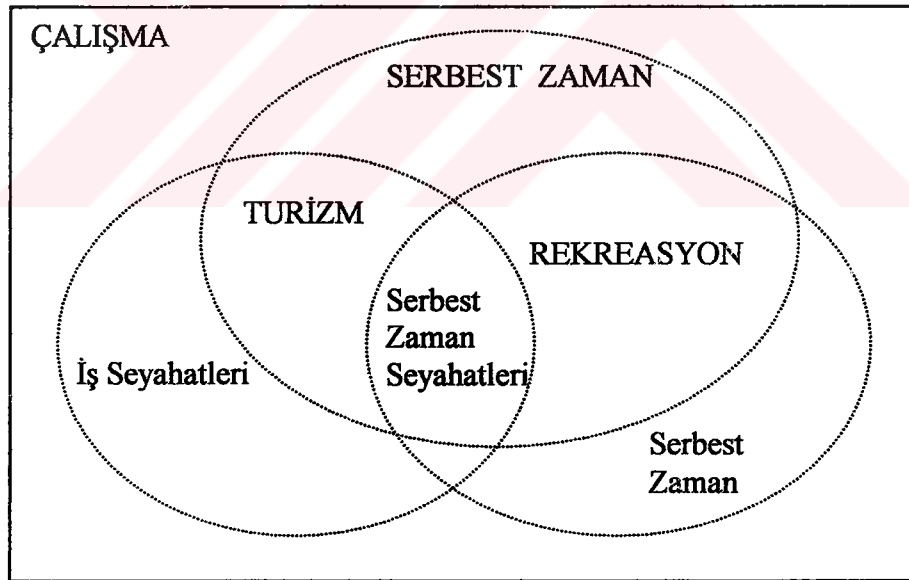 ÇALIŞMA
SERBEST ZAMAN
TURİZM
REKREASYON
Serbest
Zaman
Seyahatleri
İş Seyahatleri
Serbest
Zaman